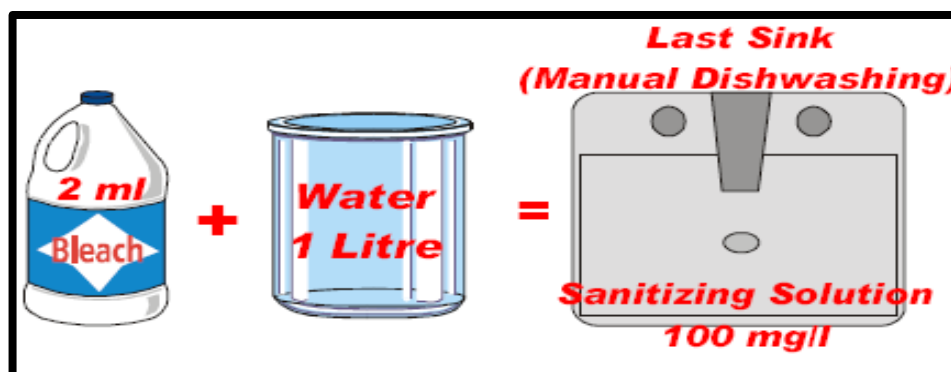 Last Sink
(Manual Dishwashing)
2 ml
Bleach
+
Water
1 Litre
=
Sanitizing Solution
100 mg/l